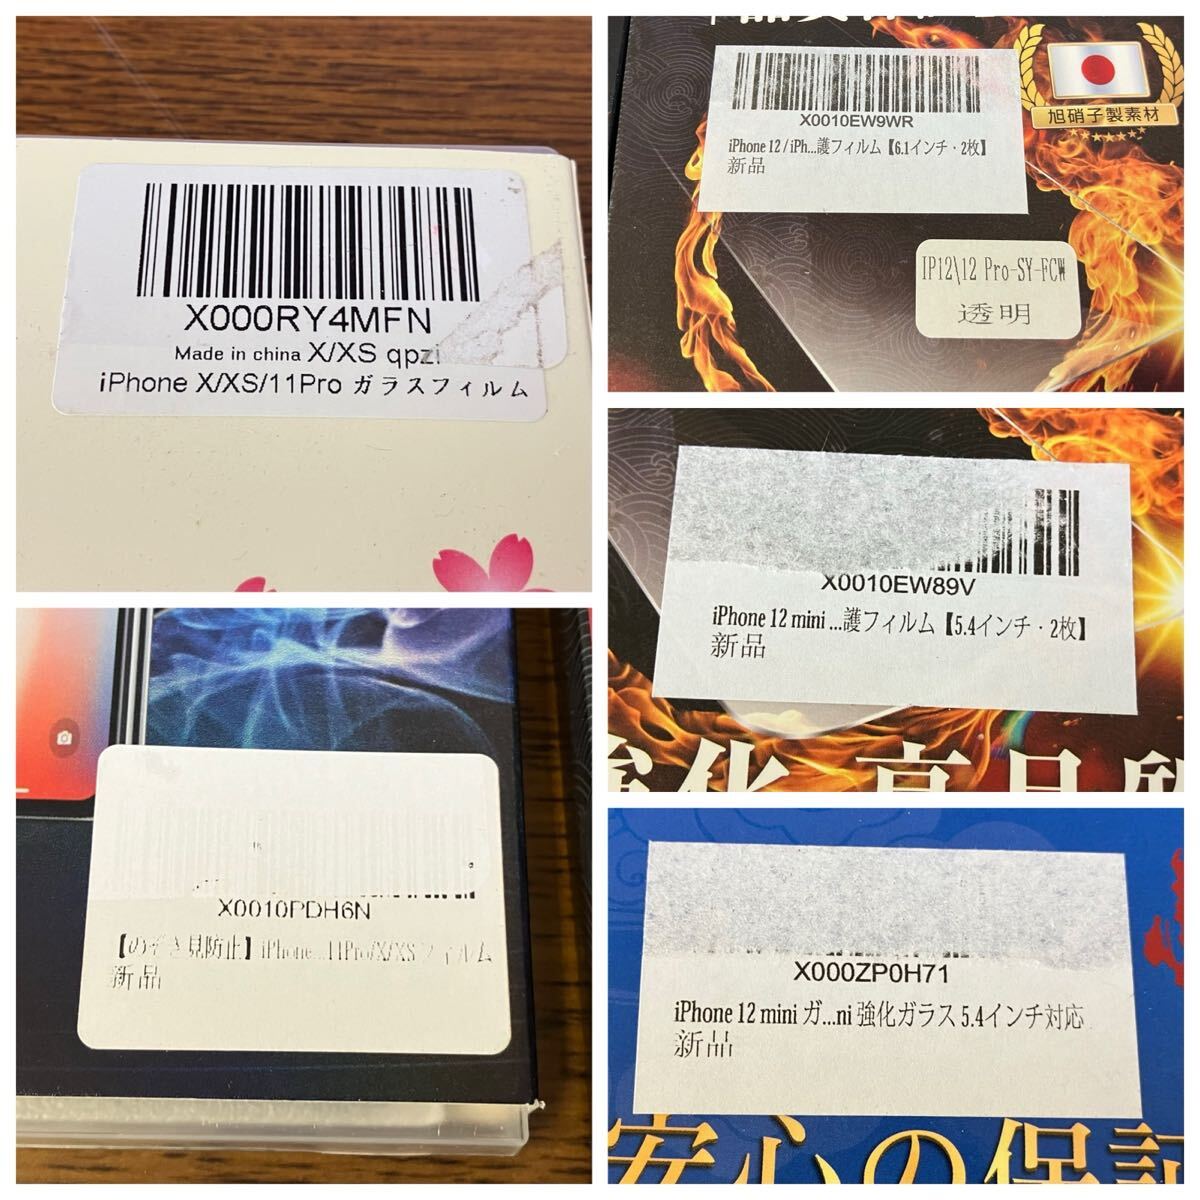 X000RY4MFN
Made in china X/XS qpzi
iPhone X/XS/11Pro ガラスフィルム
旭硝子製素材
X0010EW9WR
iPhone 12 / iPh...護フィルム【6.1インチ・2枚】
新品
IP12\12 Pro-SY-FCW
透明
X0010EW89V
iPhone 12 mini ...護フィルム【5.4インチ・2枚】
新品
強化
X0010PDH6N
【のぞき見防止】iPhone...11Pro/X/XS フィルム
新品
X000ZP0H71
iPhone 12 mini ガ...ni 強化ガラス 5.4インチ対応
新品
安心の保証